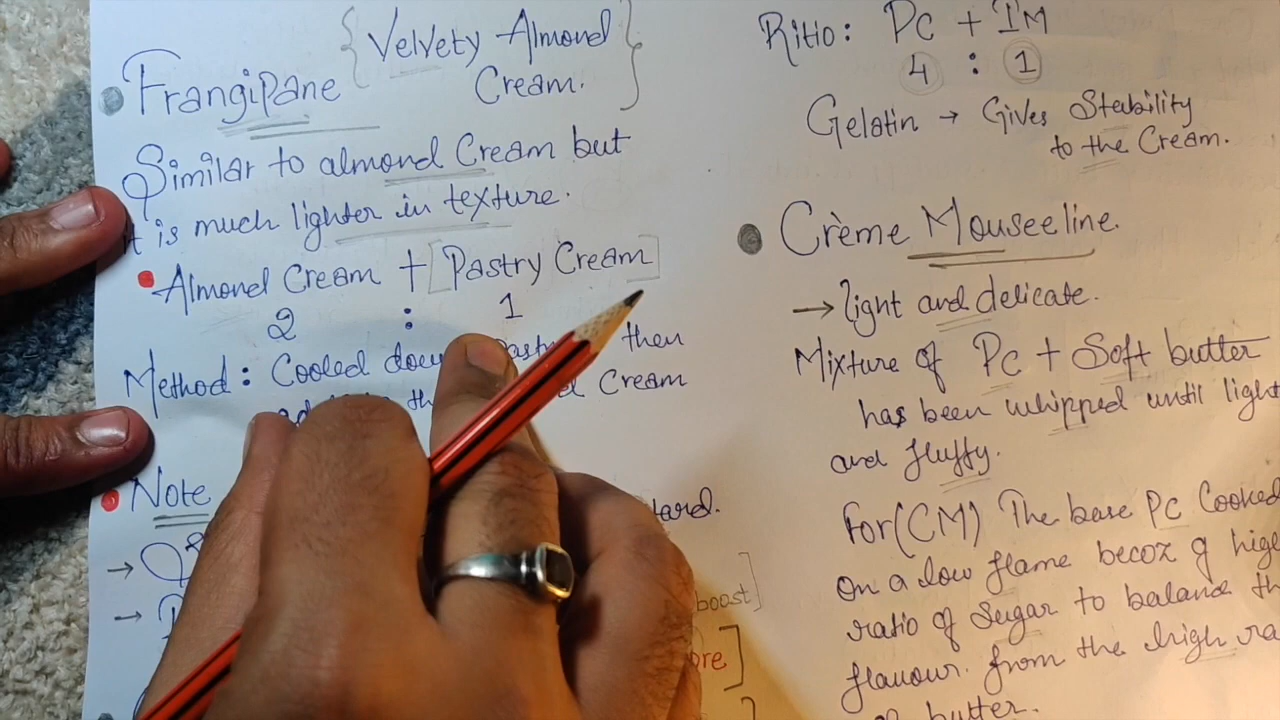 Frangipane {Velvety Almond
Cream.}
Similar to almond Cream but
it is much lighter in texture.
Almond Cream + [Pastry Cream]
2 : 1
Method: Cooled down then
Cream
Note
boost]
Ritio: PC + IM
4 : 1
Gelatin → Gives Stability
to the Cream.
Crème Mouseeline.
→ light and delicate.
Mixture of PC + Soft butter
has been whipped until light
and fluffy.
For (CM) The base PC Cooked
on a low flame becoz of
ratio of Sugar to balance
flavour. from the high
butter.